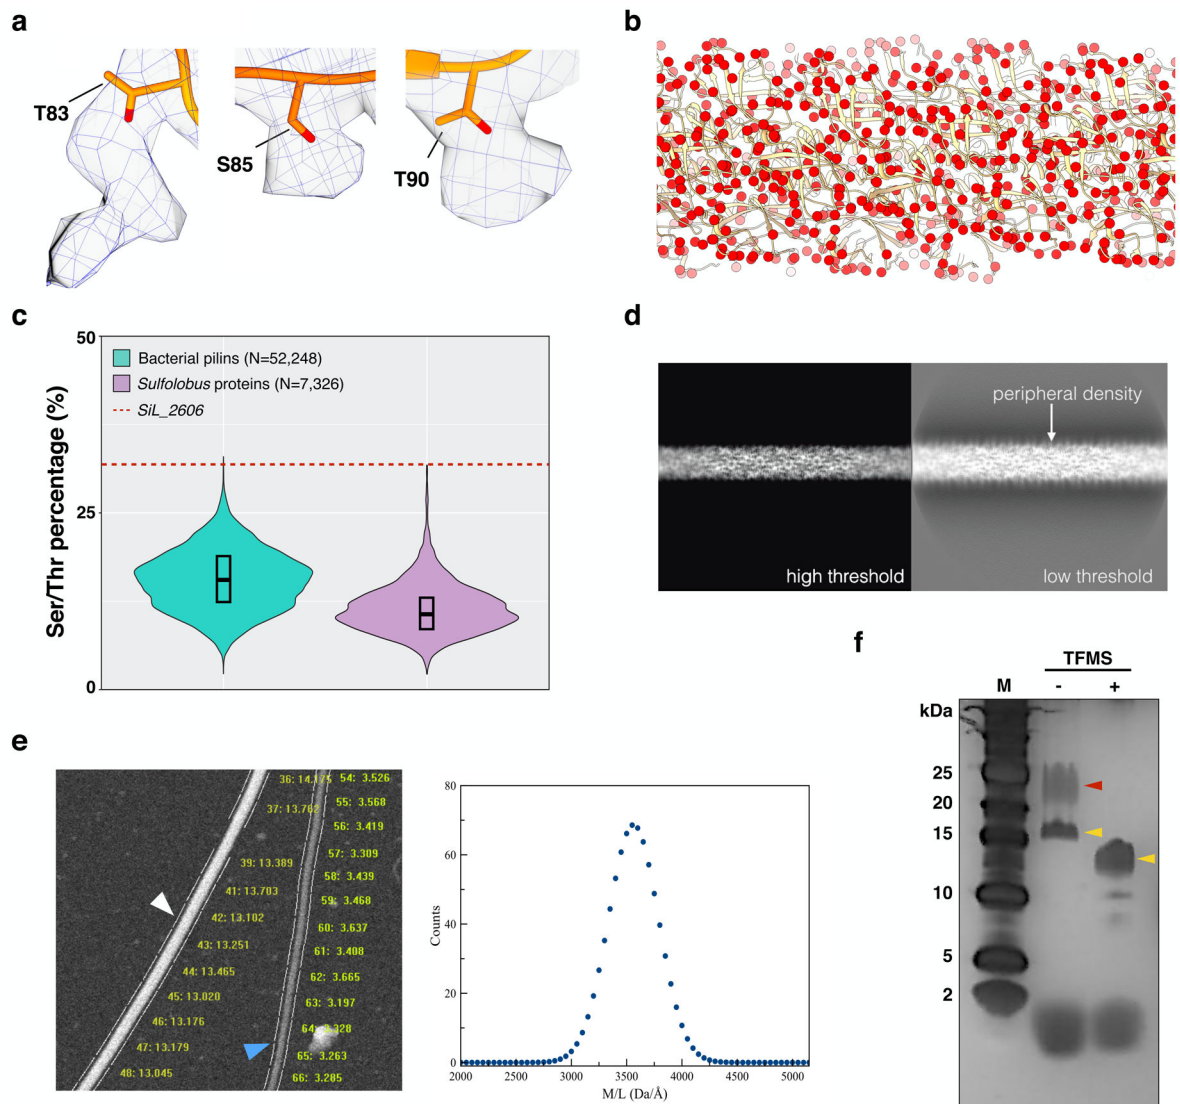 a
T83
S85
T90
b
c
Ser/Thr percentage (%)
50
25
0
Bacterial pilins (N=52,248)
Sulfolobus proteins (N=7,326)
SiL_2606
d
peripheral density
high threshold
low threshold
e
36: 14.175
37: 13.762
39: 13.389
41: 13.703
42: 13.102
43: 13.251
44: 13.465
45: 13.020
46: 13.176
47: 13.179
48: 13.045
54: 3.526
55: 3.568
56: 3.419
57: 3.309
58: 3.439
59: 3.468
60: 3.637
61: 3.408
62: 3.665
63: 3.197
64: 3.328
65: 3.263
66: 3.285
Counts
80
60
40
20
0
2000 2500 3000 3500 4000 4500 5000
M/L (Da/Å)
f
TFMS
M - +
kDa
25
20
15
10
5
2